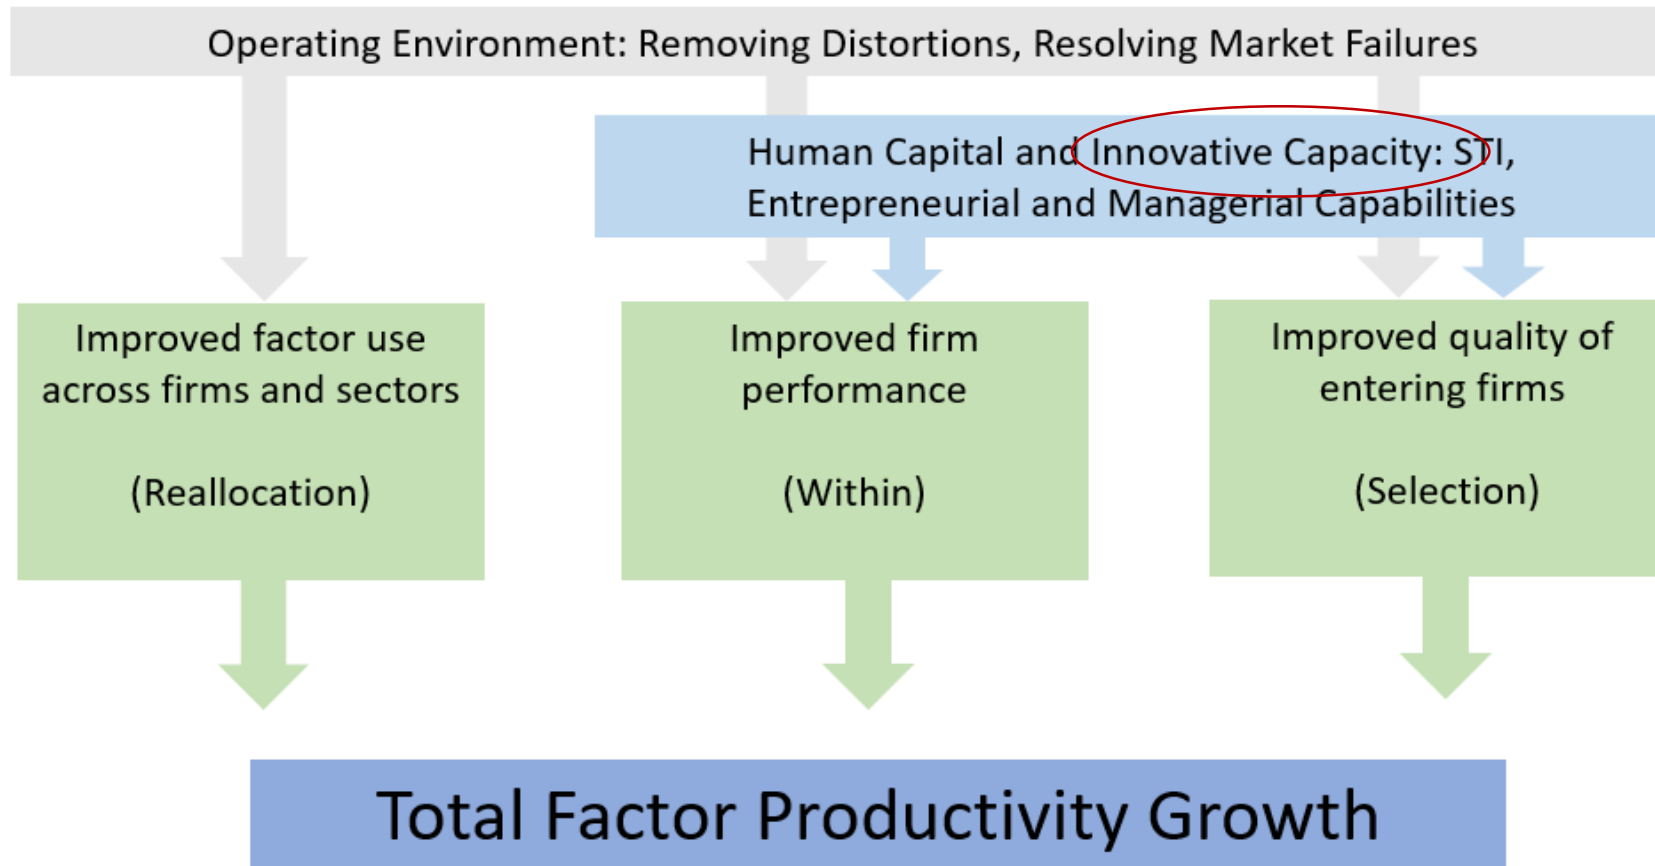 Operating Environment: Removing Distortions, Resolving Market Failures
Human Capital and Innovative Capacity: STI,
Entrepreneurial and Managerial Capabilities
Improved factor use
across firms and sectors
(Reallocation)
Improved firm
performance
(Within)
Improved quality of
entering firms
(Selection)
Total Factor Productivity Growth